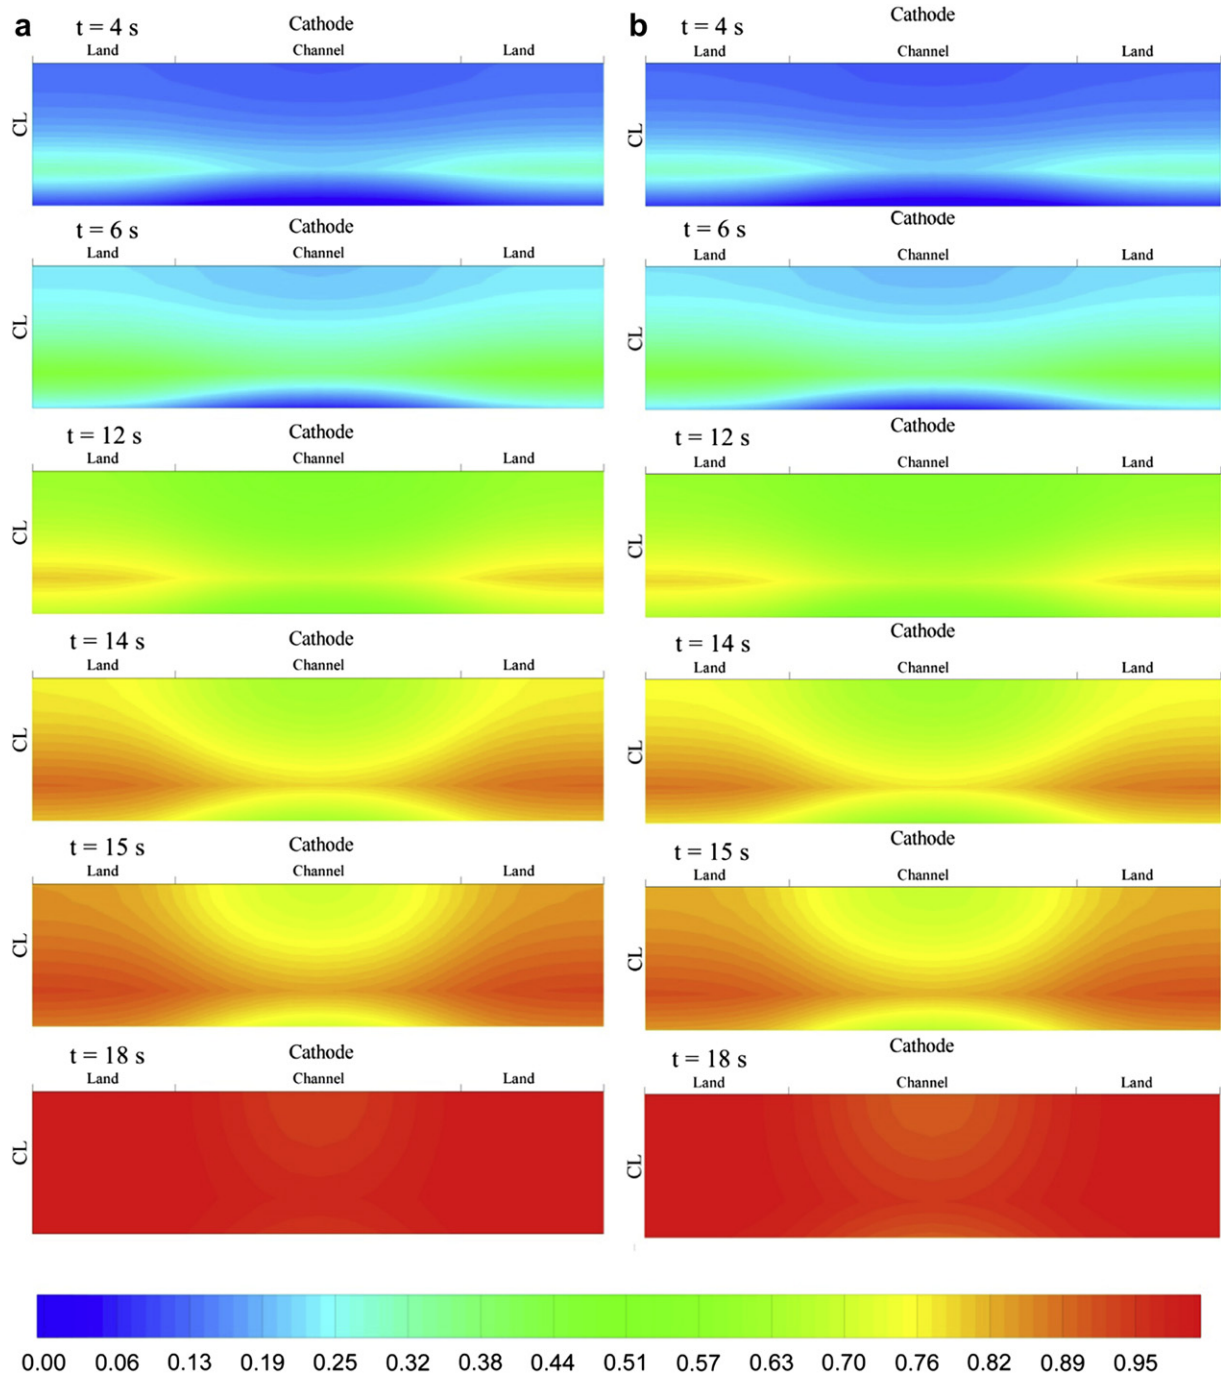 a
t = 4 s
Cathode
Land Channel Land
CL
t = 6 s
Cathode
Land Channel Land
CL
t = 12 s
Cathode
Land Channel Land
CL
t = 14 s
Cathode
Land Channel Land
CL
t = 15 s
Cathode
Land Channel Land
CL
t = 18 s
Cathode
Land Channel Land
CL
b
t = 4 s
Cathode
Land Channel Land
CL
t = 6 s
Cathode
Land Channel Land
CL
t = 12 s
Cathode
Land Channel Land
CL
t = 14 s
Cathode
Land Channel Land
CL
t = 15 s
Cathode
Land Channel Land
CL
t = 18 s
Cathode
Land Channel Land
CL
0.00 0.06 0.13 0.19 0.25 0.32 0.38 0.44 0.51 0.57 0.63 0.70 0.76 0.82 0.89 0.95